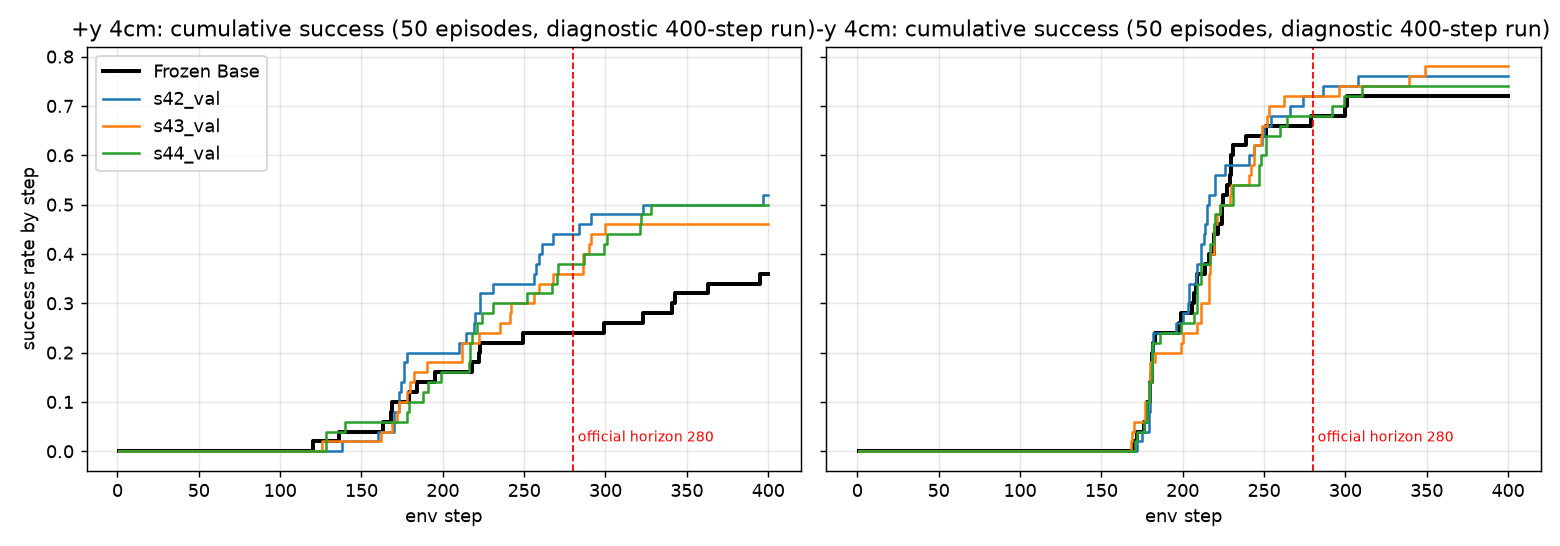 +y 4cm: cumulative success (50 episodes, diagnostic 400-step run)
-y 4cm: cumulative success (50 episodes, diagnostic 400-step run)
Frozen Base
s42_val
s43_val
s44_val
success rate by step
0.8
0.7
0.6
0.5
0.4
0.3
0.2
0.1
0.0
official horizon 280
official horizon 280
0 50 100 150 200 250 300 350 400
0 50 100 150 200 250 300 350 400
env step
env step